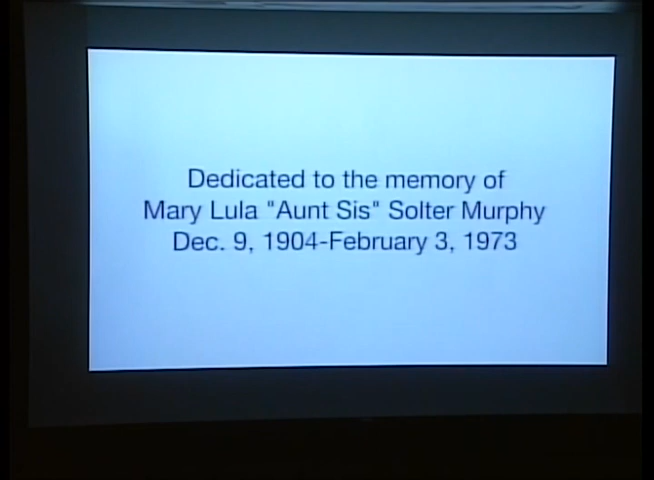 Dedicated to the memory of
Mary Lula "Aunt Sis" Solter Murphy
Dec. 9, 1904-February 3, 1973